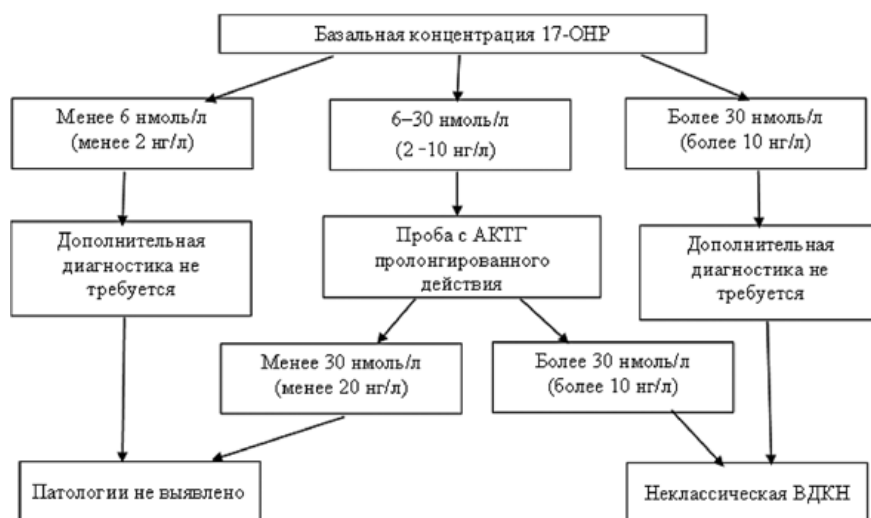 Базальная концентрация 17-ОНР
Менее 6 нмоль/л
(менее 2 нг/л)
6–30 нмоль/л
(2 -10 нг/л)
Более 30 нмоль/л
(более 10 нг/л)
Дополнительная
диагностика не
требуется
Проба с АКТГ
пролонгированного
действия
Дополнительная
диагностика не
требуется
Менее 30 нмоль/л
(менее 20 нг/л)
Более 30 нмоль/л
(более 10 нг/л)
Патологии не выявлено
Неклассическая ВДКН